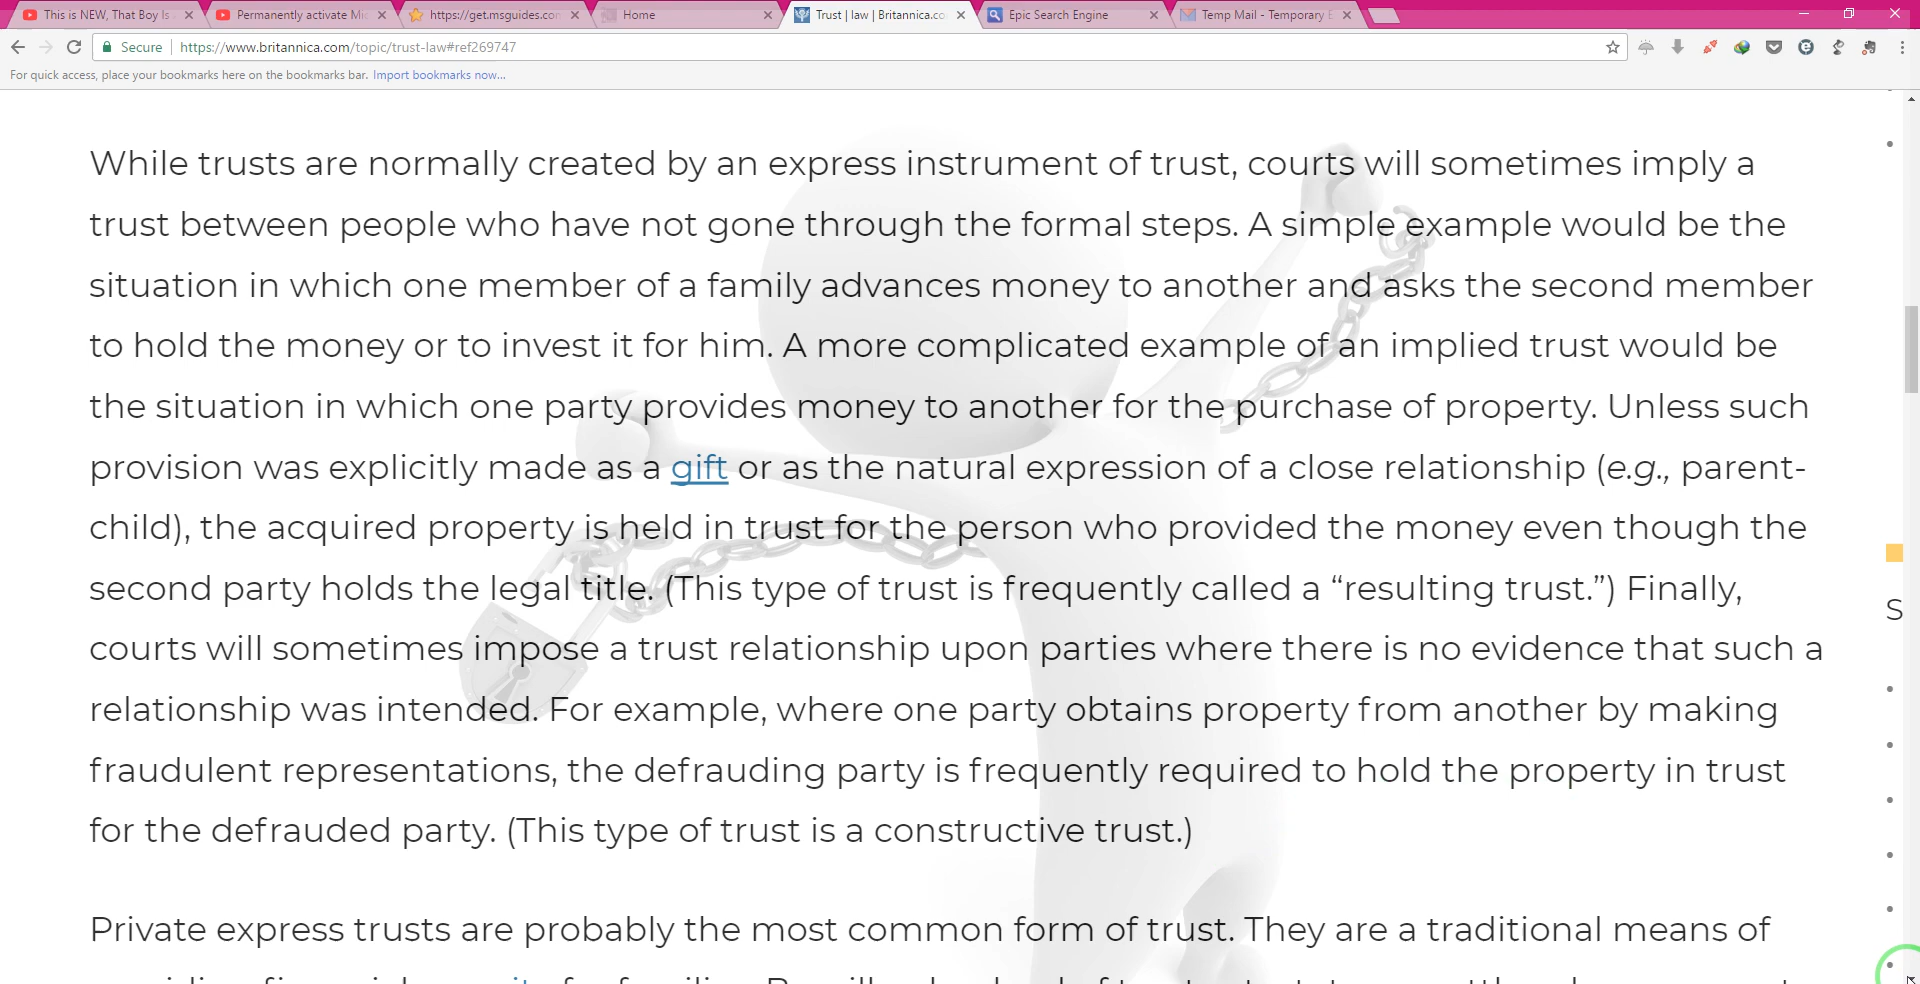 This is NEW, That Boy Is
Permanently activate Mi
https://get.msguides.con
Home
Trust | law | Britannica.co
Epic Search Engine
Temp Mail - Temporary E
Secure
https://www.britannica.com/topic/trust-law#ref269747
For quick access, place your bookmarks here on the bookmarks bar. Import bookmarks now...
While trusts are normally created by an express instrument of trust, courts will sometimes imply a
trust between people who have not gone through the formal steps. A simple example would be the
situation in which one member of a family advances money to another and asks the second member
to hold the money or to invest it for him. A more complicated example of an implied trust would be
the situation in which one party provides money to another for the purchase of property. Unless such
provision was explicitly made as a gift or as the natural expression of a close relationship (e.g., parent-
child), the acquired property is held in trust for the person who provided the money even though the
second party holds the legal title. (This type of trust is frequently called a “resulting trust.”) Finally,
courts will sometimes impose a trust relationship upon parties where there is no evidence that such a
relationship was intended. For example, where one party obtains property from another by making
fraudulent representations, the defrauding party is frequently required to hold the property in trust
for the defrauded party. (This type of trust is a constructive trust.)
S
Private express trusts are probably the most common form of trust. They are a traditional means of